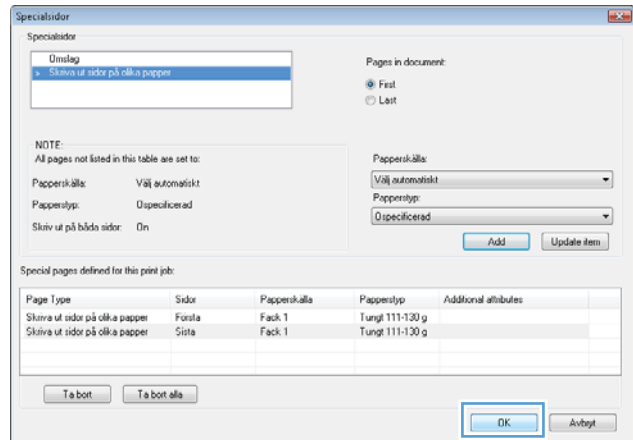 Specialsidor
Specialsidor
Omslag
» Skriva ut sidor på olika papper
Pages in document:
First
Last
NOTE:
All pages not listed in this table are set to:
Papperskälla: Välj automatiskt
Papperstyp: Ospecificerad
Skriv ut på båda sidor: On
Papperskälla:
Välj automatiskt
Papperstyp:
Ospecificerad
Add Update item
Special pages defined for this print job:
Page Type Sidor Papperskälla Papperstyp Additional attributes
Skriva ut sidor på olika papper Första Fack 1 Tungt 111-130 g
Skriva ut sidor på olika papper Sista Fack 1 Tungt 111-130 g
Ta bort Ta bort alla
OK Avbryt